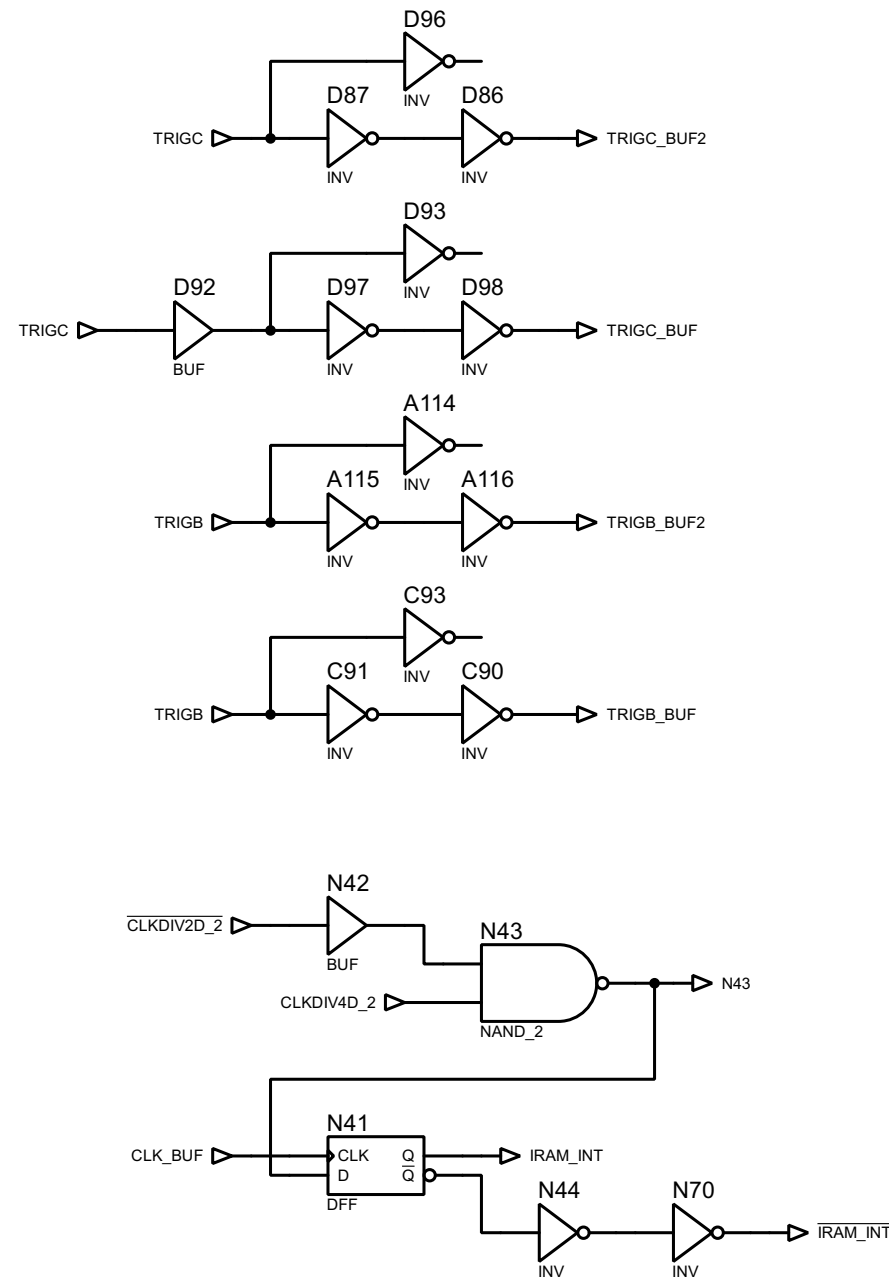 D96
INV
D87
D86
TRIGC
TRIGC_BUF2
INV
INV
D93
INV
D92
D97
D98
TRIGC
TRIGC_BUF
BUF
INV
INV
A114
INV
A115
A116
TRIGB
TRIGB_BUF2
INV
INV
C93
INV
C91
C90
TRIGB
TRIGB_BUF
INV
INV
N42
CLKDIV2D_2
BUF
N43
CLKDIV4D_2
N43
NAND_2
N41
CLK_BUF
CLK
Q
IRAM_INT
D
Q
DFF
N44
N70
IRAM_INT
INV
INV